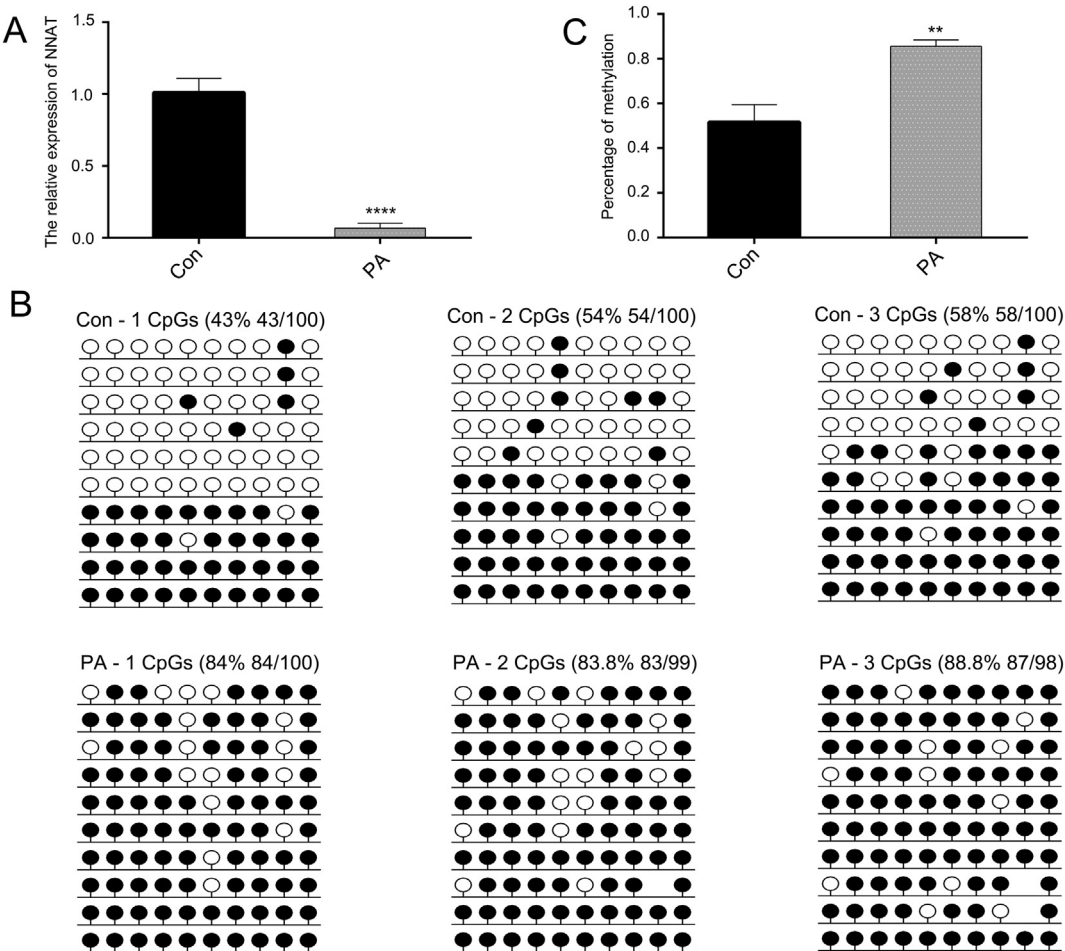 A
The relative expression of NNAT
1.5
1.0
0.5
0.0
****
Con
PA
C
Percentage of methylation
1.0
0.8
0.6
0.4
0.2
0.0
**
Con
PA
B
Con - 1 CpGs (43% 43/100)
Con - 2 CpGs (54% 54/100)
Con - 3 CpGs (58% 58/100)
PA - 1 CpGs (84% 84/100)
PA - 2 CpGs (83.8% 83/99)
PA - 3 CpGs (88.8% 87/98)